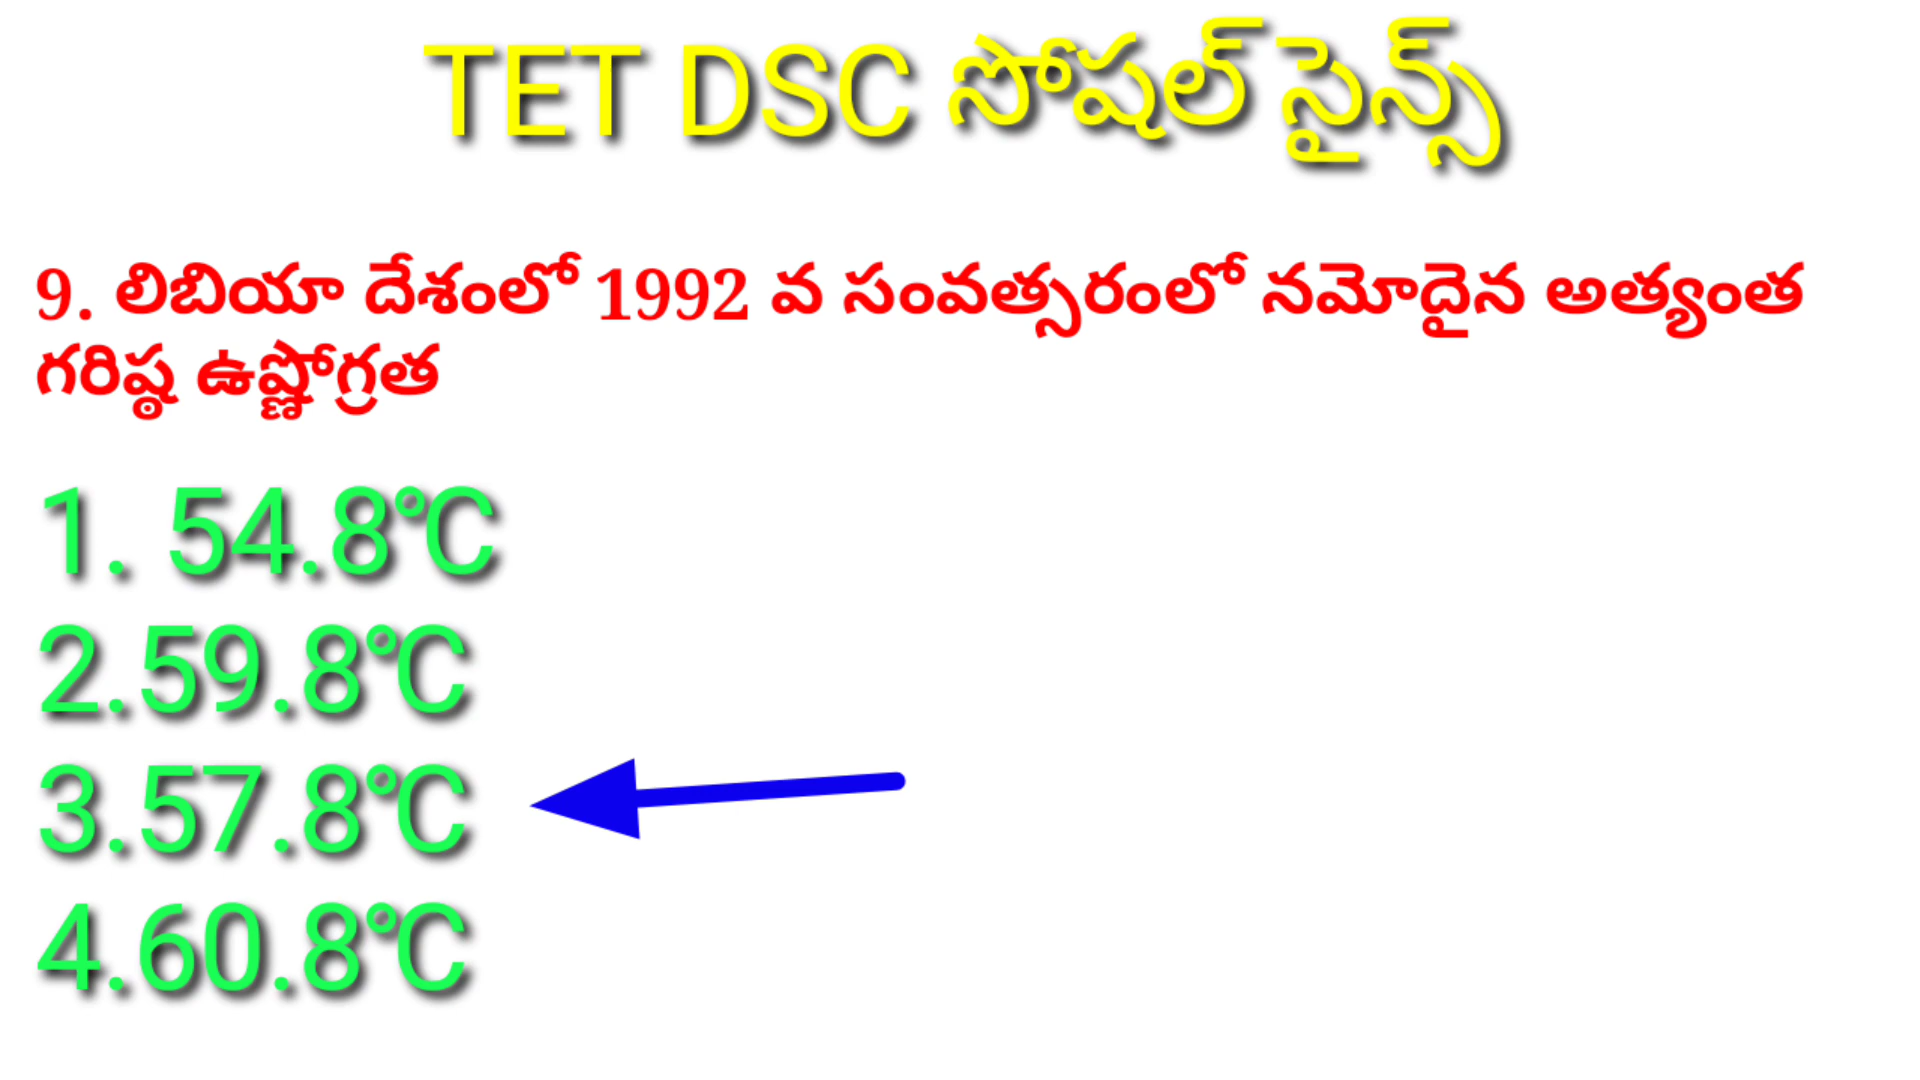 TET DSC సోషల్ సైన్స్
9. లిబియా దేశంలో 1992 వ సంవత్సరంలో నమోదైన అత్యంత
గరిష్ఠ ఉష్ణోగ్రత
1. 54.8℃
2.59.8℃
3.57.8℃
4.60.8℃